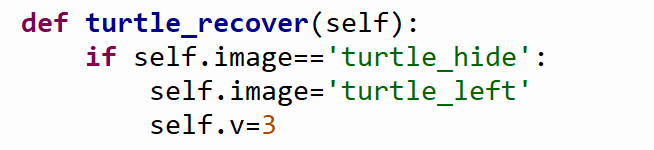 def turtle_recover(self):
    if self.image=='turtle_hide':
        self.image='turtle_left'
        self.v=3